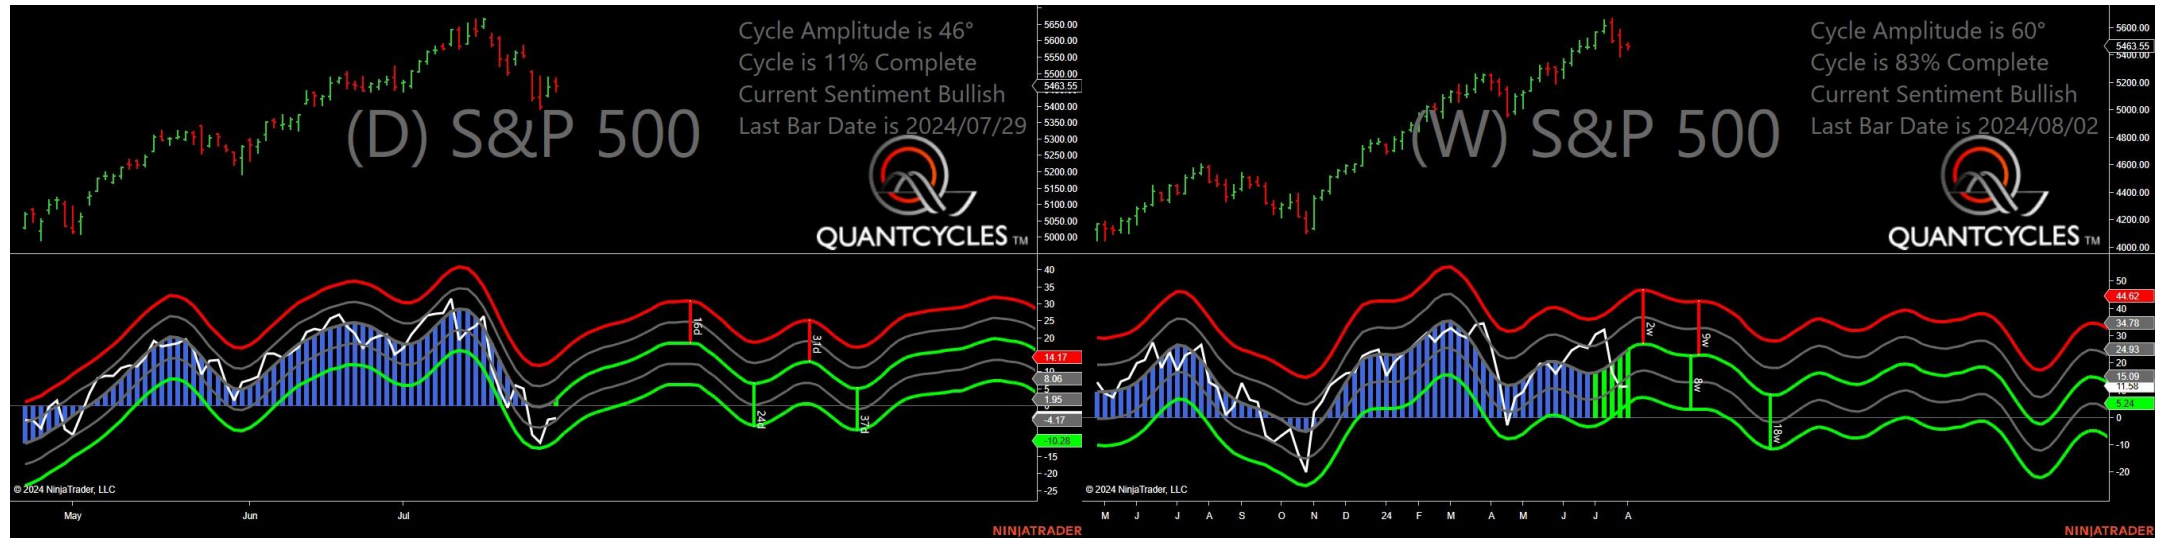 Cycle Amplitude is 46°
Cycle is 11% Complete
Current Sentiment Bullish
Last Bar Date is 2024/07/29
(D) S&P 500
QUANTCYCLES TM
5650.00
5600.00
5550.00
5500.00
5463.55
5400.00
5350.00
5300.00
5250.00
5200.00
5150.00
5100.00
5050.00
5000.00
40
35
30
25
20
14.17
10
8.06
5
1.95
-4.17
-10.28
-15
-20
-25
16d
24d
31d
37d
© 2024 NinjaTrader, LLC
May
Jun
Jul
NINJATRADER
Cycle Amplitude is 60°
Cycle is 83% Complete
Current Sentiment Bullish
Last Bar Date is 2024/08/02
(W) S&P 500
QUANTCYCLES TM
5600.00
5463.55
5400.00
5200.00
5000.00
4800.00
4600.00
4400.00
4200.00
4000.00
50
44.62
34.78
30
24.93
20
15.09
11.58
5.24
0
-10
-20
2w
9w
8w
18w
© 2024 NinjaTrader, LLC
M
J
J
A
S
O
N
D
24
F
M
A
M
J
J
A
NINJATRADER